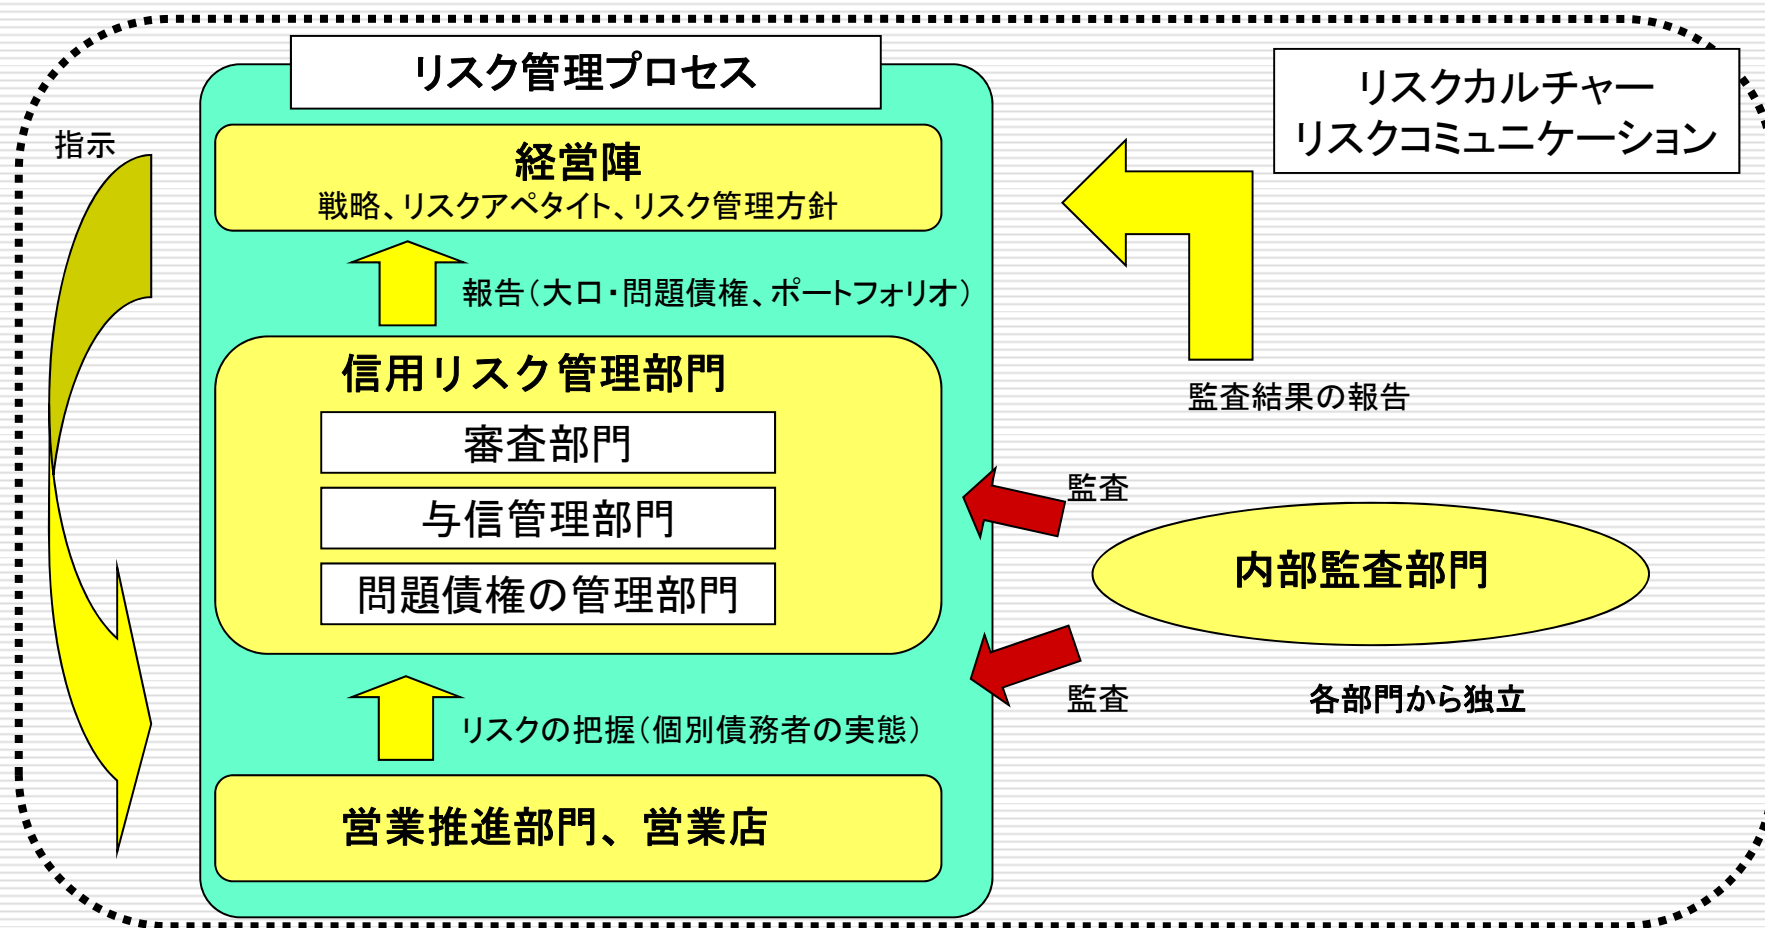 リスク管理プロセス
リスクカルチャー
リスクコミュニケーション
指示
経営陣
戦略、リスクアペタイト、リスク管理方針
報告(大口・問題債権、ポートフォリオ)
信用リスク管理部門
監査結果の報告
審査部門
監査
与信管理部門
内部監査部門
問題債権の管理部門
監査
各部門から独立
リスクの把握(個別債務者の実態)
営業推進部門、営業店